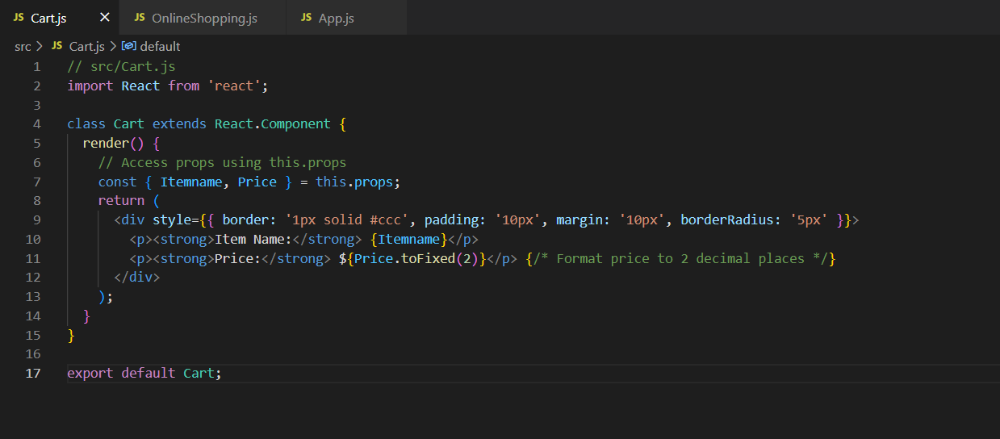 JS Cart.js × JS OnlineShopping.js JS App.js
src > JS Cart.js > default
1 // src/Cart.js
2 import React from 'react';
3
4 class Cart extends React.Component {
5   render() {
6     // Access props using this.props
7     const { Itemname, Price } = this.props;
8     return (
9       <div style={{ border: '1px solid #ccc', padding: '10px', margin: '10px', borderRadius: '5px' }}>
10         <p><strong>Item Name:</strong> {Itemname}</p>
11         <p><strong>Price:</strong> ${Price.toFixed(2)}</p> {/* Format price to 2 decimal places */}
12       </div>
13     );
14   }
15 }
16
17 export default Cart;